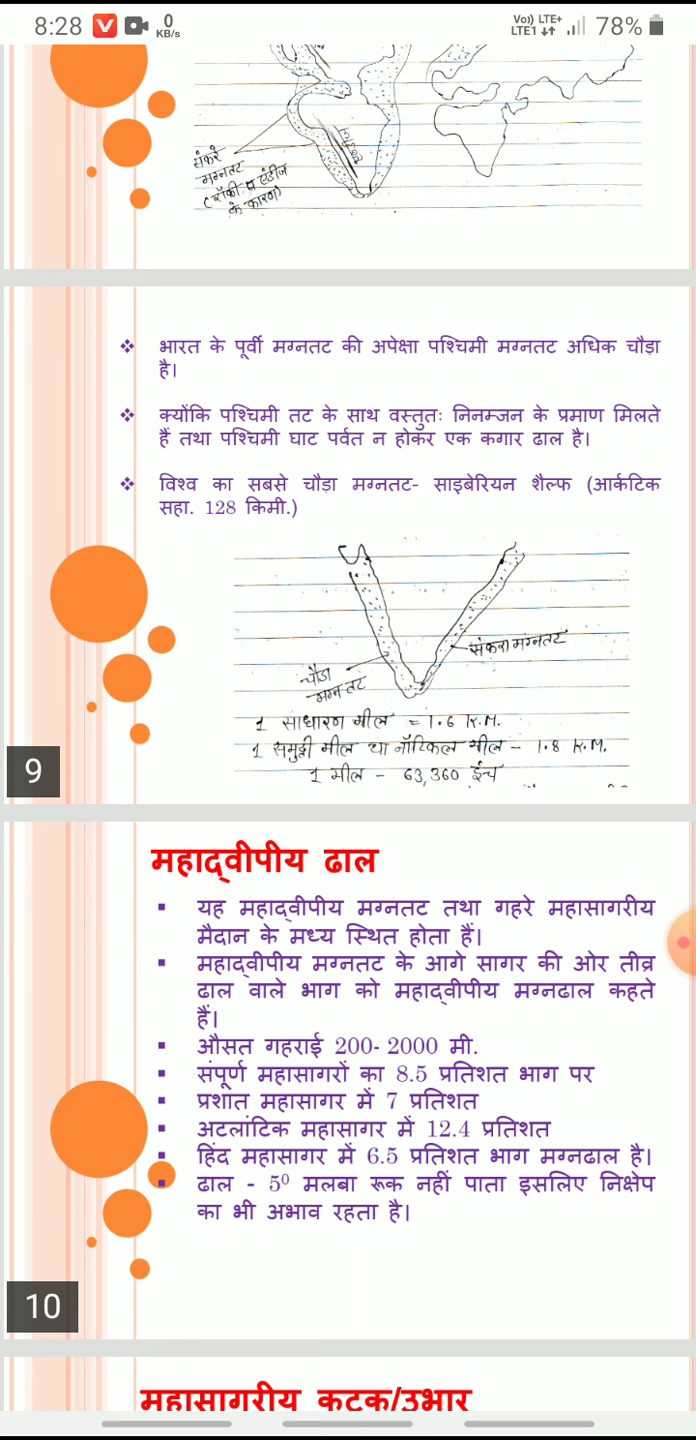 8:28
V
0
KB/s
Vo) LTE+
LTE1
78%
संकरे
मग्नतट
(रॉकी व एंडीज
के कारण)
❖ भारत के पूर्वी मग्नतट की अपेक्षा पश्चिमी मग्नतट अधिक चौड़ा
है।
❖ क्योंकि पश्चिमी तट के साथ वस्तुतः निनम्जन के प्रमाण मिलते
हैं तथा पश्चिमी घाट पर्वत न होकर एक कगार ढाल है।
❖ विश्व का सबसे चौड़ा मग्नतट- साइबेरियन शैल्फ (आर्कटिक
सहा. 128 किमी.)
संकरा मग्नतट
चौडा
मग्न तट
1 साधारण मील = 1.6 K.M.
1 समुद्री मील या नॉटिकल मील - 1.8 K.M.
1 मील - 63,360 ईंच
9
महाद्वीपीय ढाल
▪ यह महाद्वीपीय मग्नतट तथा गहरे महासागरीय
मैदान के मध्य स्थित होता हैं।
▪ महाद्वीपीय मग्नतट के आगे सागर की ओर तीव्र
ढाल वाले भाग को महाद्वीपीय मग्नढाल कहते
हैं।
▪ औसत गहराई 200- 2000 मी.
▪ संपूर्ण महासागरों का 8.5 प्रतिशत भाग पर
▪ प्रशांत महासागर में 7 प्रतिशत
▪ अटलांटिक महासागर में 12.4 प्रतिशत
▪ हिंद महासागर में 6.5 प्रतिशत भाग मग्नढाल है।
▪ ढाल - 5⁰ मलबा रूक नहीं पाता इसलिए निक्षेप
का भी अभाव रहता है।
10
महासागरीय कटक/उभार